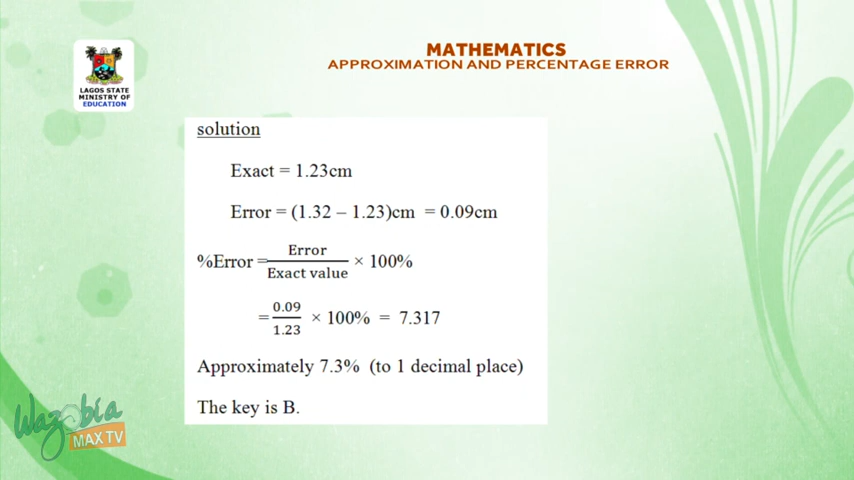 MATHEMATICS
APPROXIMATION AND PERCENTAGE ERROR
LAGOS STATE
MINISTRY OF
EDUCATION
solution
Exact = 1.23cm
Error = (1.32 – 1.23)cm = 0.09cm
%Error = Error / Exact value × 100%
= 0.09 / 1.23 × 100% = 7.317
Approximately 7.3% (to 1 decimal place)
The key is B.
Wazobia
MAX TV